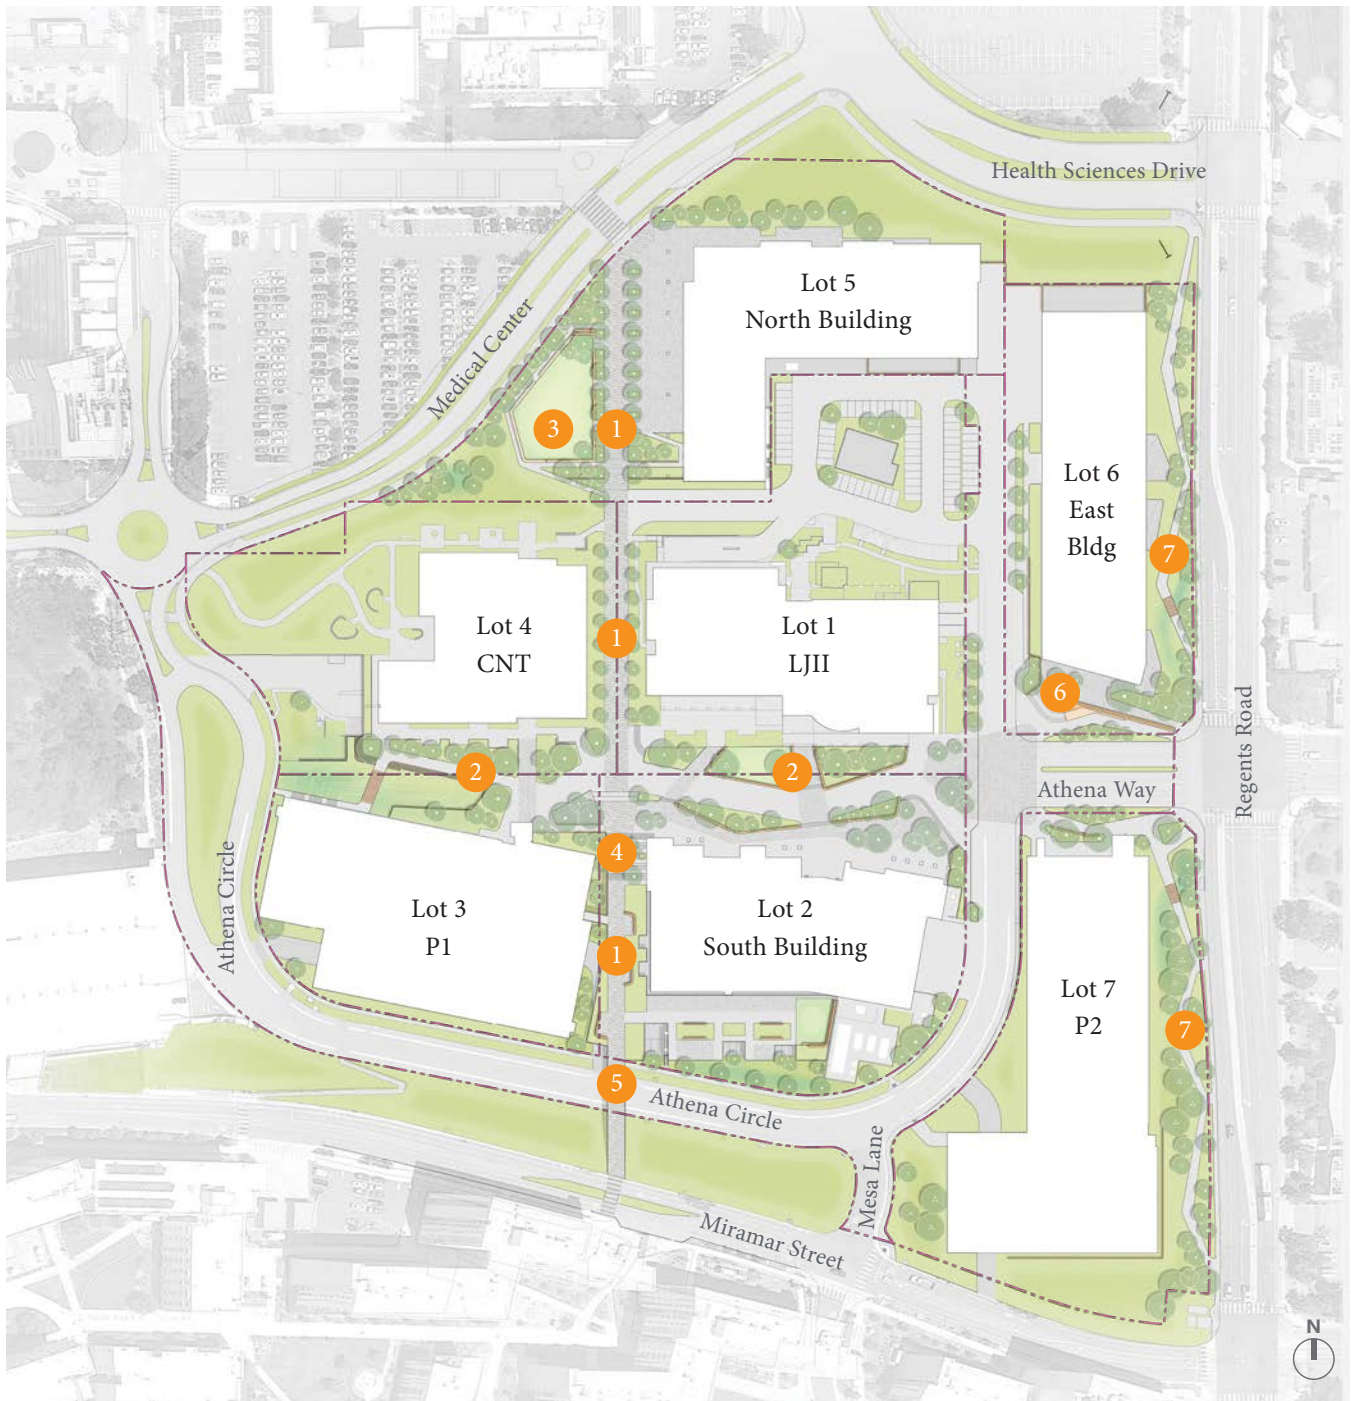 Health Sciences Drive
Lot 5
North Building
Medical Center
3
1
Lot 6
East
Bldg
7
Lot 4
CNT
1
Lot 1
LJII
6
Regents Road
2
2
Athena Way
4
Athena Circle
Lot 3
P1
Lot 2
South Building
1
Lot 7
P2
7
5
Athena Circle
Mesa Lane
Miramar Street
N